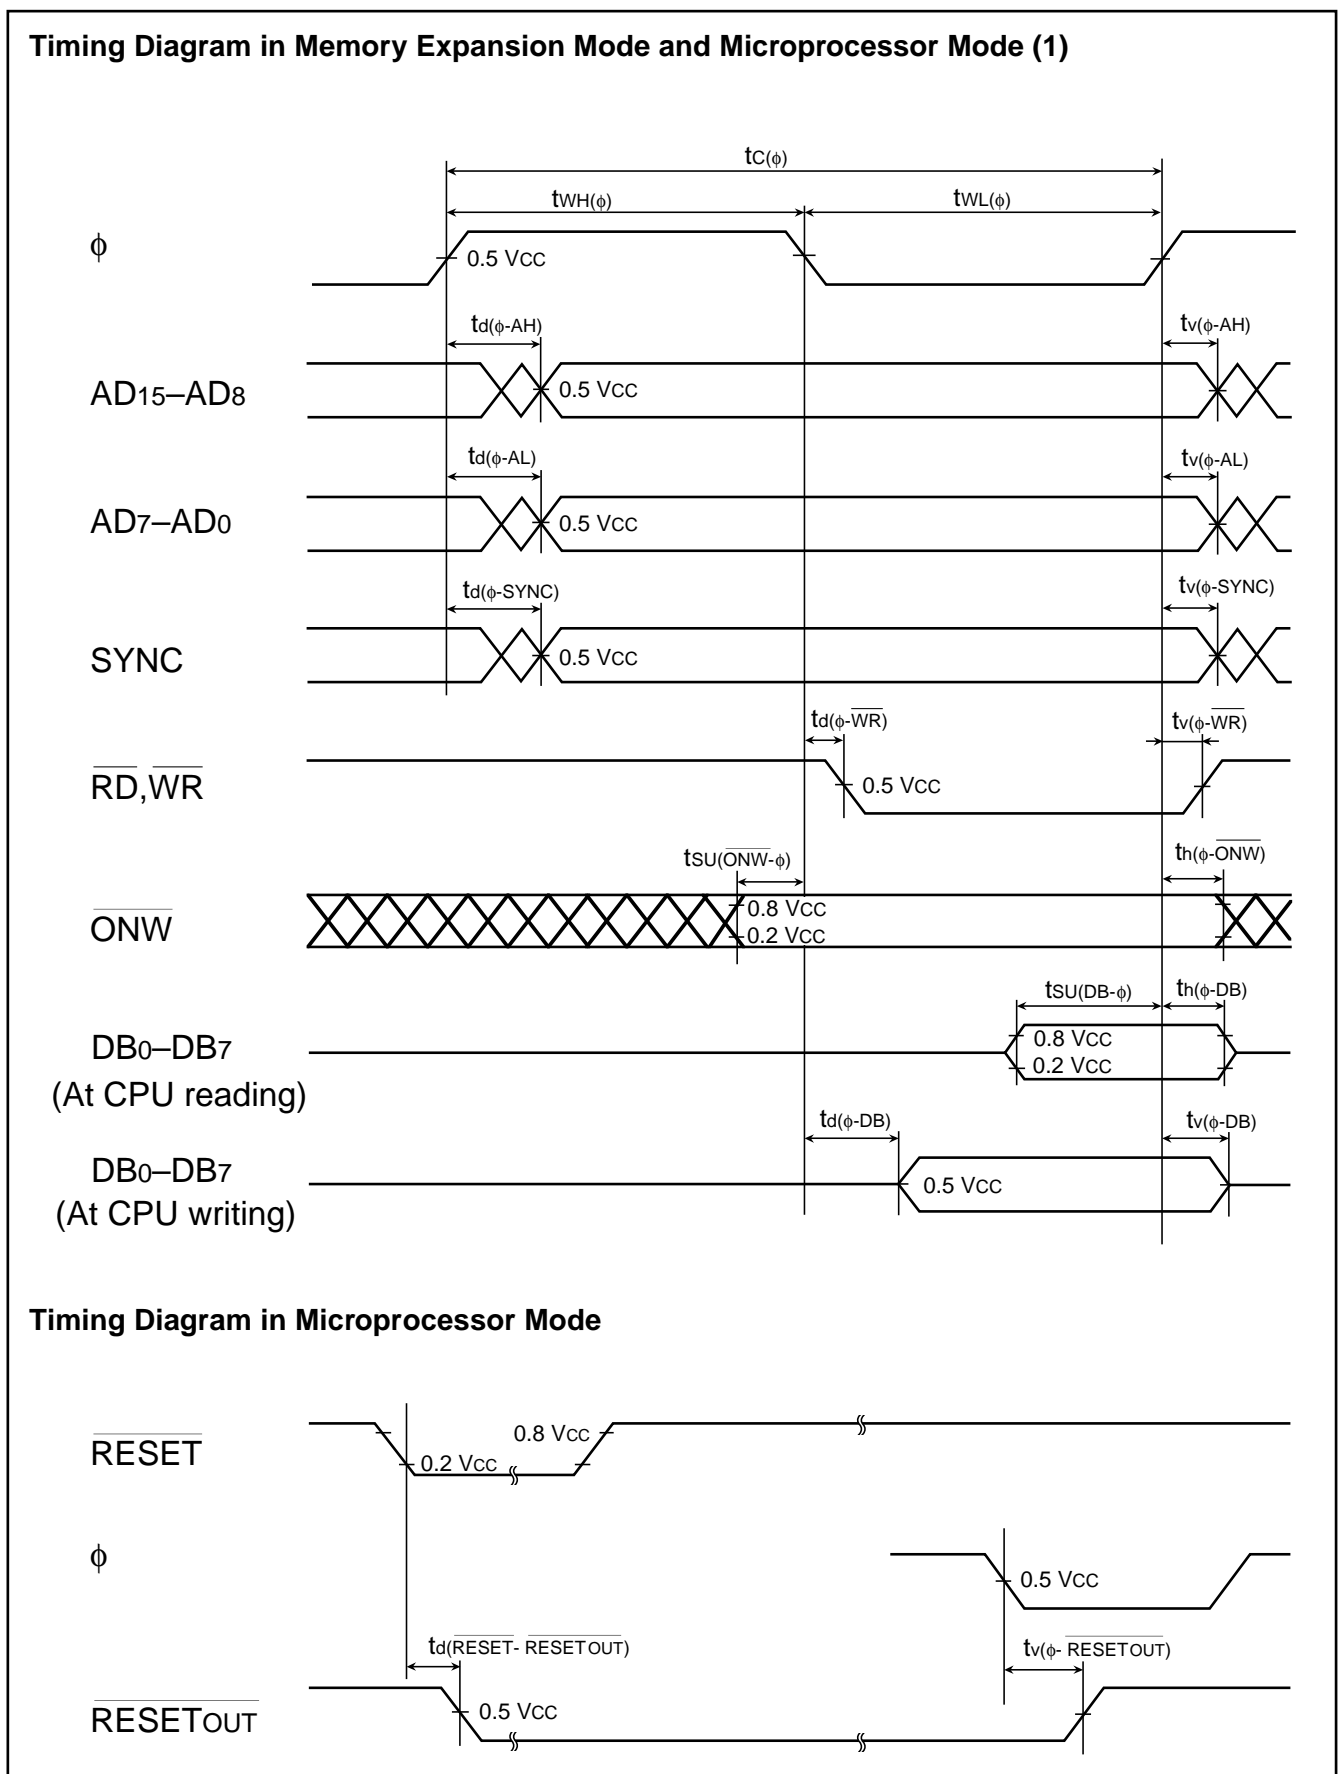 Timing Diagram in Memory Expansion Mode and Microprocessor Mode (1)
tC(ϕ)
tWH(ϕ) tWL(ϕ)
ϕ
0.5 VCC
td(ϕ-AH) tv(ϕ-AH)
AD15–AD8 0.5 VCC
td(ϕ-AL) tv(ϕ-AL)
AD7–AD0 0.5 VCC
td(ϕ-SYNC) tv(ϕ-SYNC)
SYNC 0.5 VCC
td(ϕ-WR) tv(ϕ-WR)
RD,WR 0.5 VCC
tSU(ONW-ϕ) th(ϕ-ONW)
ONW 0.8 VCC
0.2 VCC
tSU(DB-ϕ) th(ϕ-DB)
DB0–DB7 0.8 VCC
0.2 VCC
(At CPU reading)
td(ϕ-DB) tv(ϕ-DB)
DB0–DB7 0.5 VCC
(At CPU writing)
Timing Diagram in Microprocessor Mode
0.8 VCC
RESET 0.2 VCC
ϕ
0.5 VCC
td(RESET- RESETOUT) tv(ϕ- RESETOUT)
RESETOUT 0.5 VCC